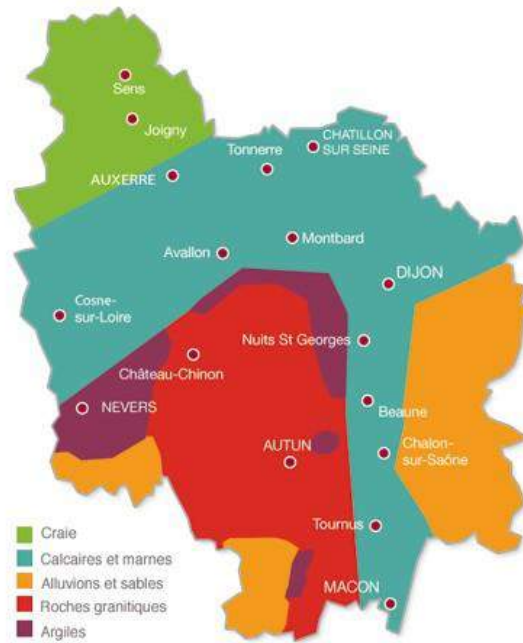 Sens
Joigny
CHATILLON
SUR SEINE
Tonnerre
AUXERRE
Montbard
Avallon
DIJON
Cosne-
sur-Loire
Nuits St Georges
Château-Chinon
NEVERS
Beaune
AUTUN
Chalon-
sur-Saône
Tournus
MACON
Craie
Calcaires et marnes
Alluvions et sables
Roches granitiques
Argiles